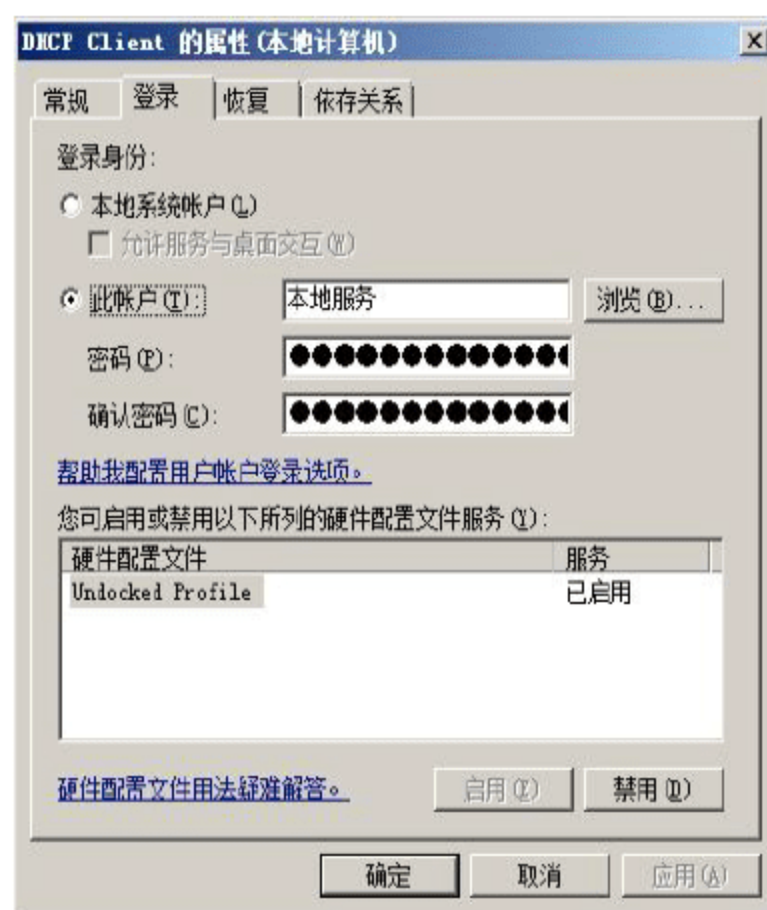 DHCP Client 的属性(本地计算机)
常规 登录 恢复 依存关系
登录身份:
本地系统帐户(L)
允许服务与桌面交互(W)
此帐户(T): 本地服务 浏览(B)...
密码(P): ●●●●●●●●●●●●●
确认密码(C): ●●●●●●●●●●●●●
帮助我配置用户帐户登录选项。
您可启用或禁用以下所列的硬件配置文件服务(Y):
硬件配置文件 服务
Undocked Profile 已启用
硬件配置文件用法疑难解答。 启用(E) 禁用(D)
确定 取消 应用(A)